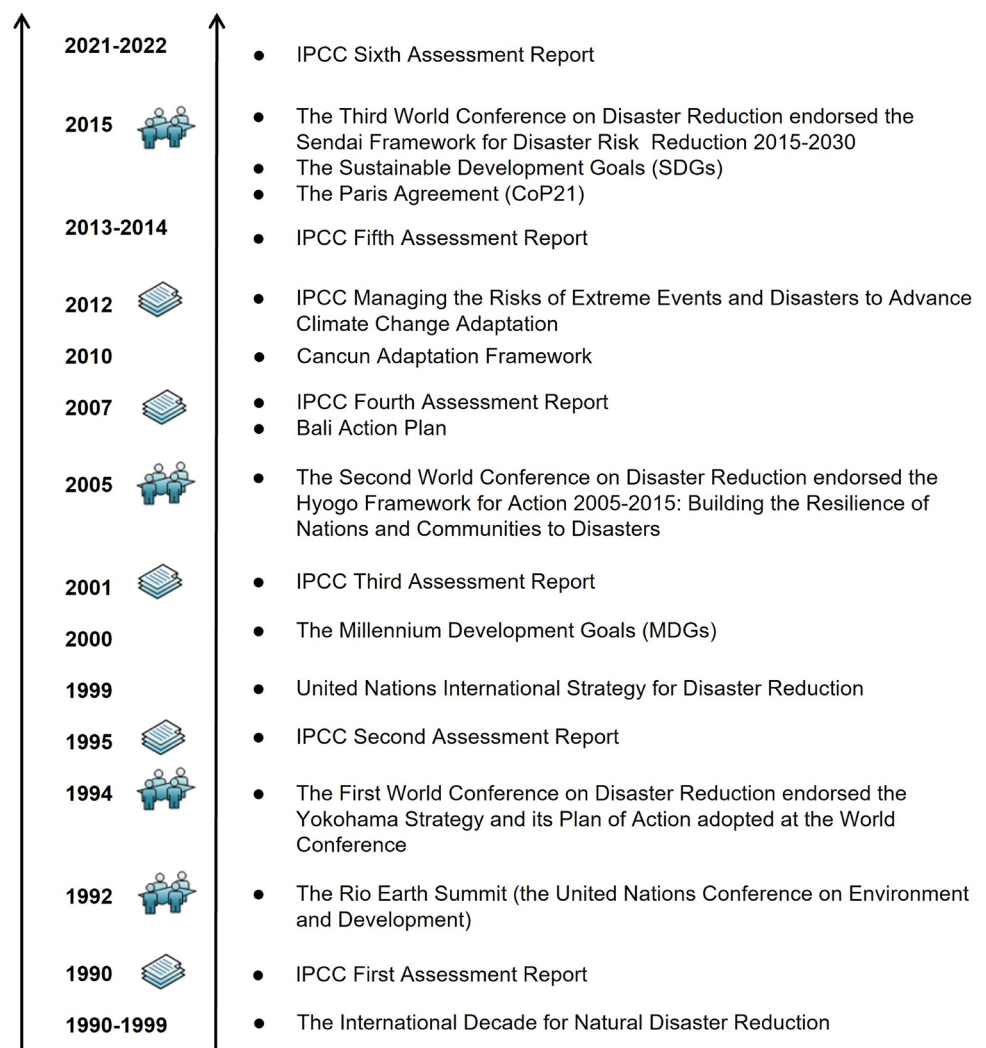 2021-2022
● IPCC Sixth Assessment Report
2015
● The Third World Conference on Disaster Reduction endorsed the
Sendai Framework for Disaster Risk Reduction 2015-2030
● The Sustainable Development Goals (SDGs)
● The Paris Agreement (CoP21)
2013-2014
● IPCC Fifth Assessment Report
2012
● IPCC Managing the Risks of Extreme Events and Disasters to Advance
Climate Change Adaptation
2010
● Cancun Adaptation Framework
2007
● IPCC Fourth Assessment Report
● Bali Action Plan
2005
● The Second World Conference on Disaster Reduction endorsed the
Hyogo Framework for Action 2005-2015: Building the Resilience of
Nations and Communities to Disasters
2001
● IPCC Third Assessment Report
2000
● The Millennium Development Goals (MDGs)
1999
● United Nations International Strategy for Disaster Reduction
1995
● IPCC Second Assessment Report
1994
● The First World Conference on Disaster Reduction endorsed the
Yokohama Strategy and its Plan of Action adopted at the World
Conference
1992
● The Rio Earth Summit (the United Nations Conference on Environment
and Development)
1990
● IPCC First Assessment Report
1990-1999
● The International Decade for Natural Disaster Reduction